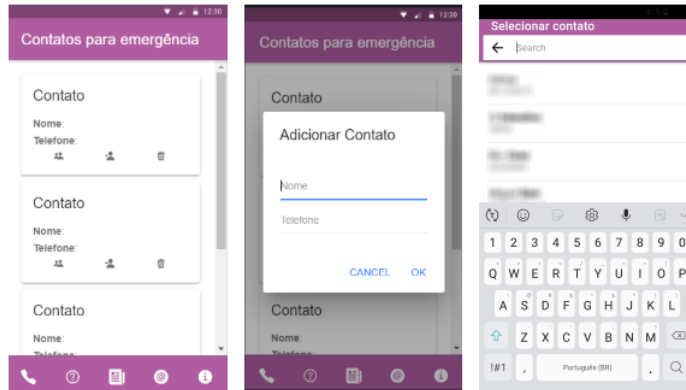 12:30
Contatos para emergência
Contato
Nome:
Telefone:
Contato
Nome:
Telefone:
Contato
Nome:
Telefone:
12:30
Contatos para emergência
Contato
Adicionar Contato
Nome
Telefone
CANCEL OK
Contato
Nome:
Telefone:
Selecionar contato
Search
1 2 3 4 5 6 7 8 9 0
Q W E R T Y U I O P
A S D F G H J K L
Z X C V B N M
!#1 , Português (BR) .